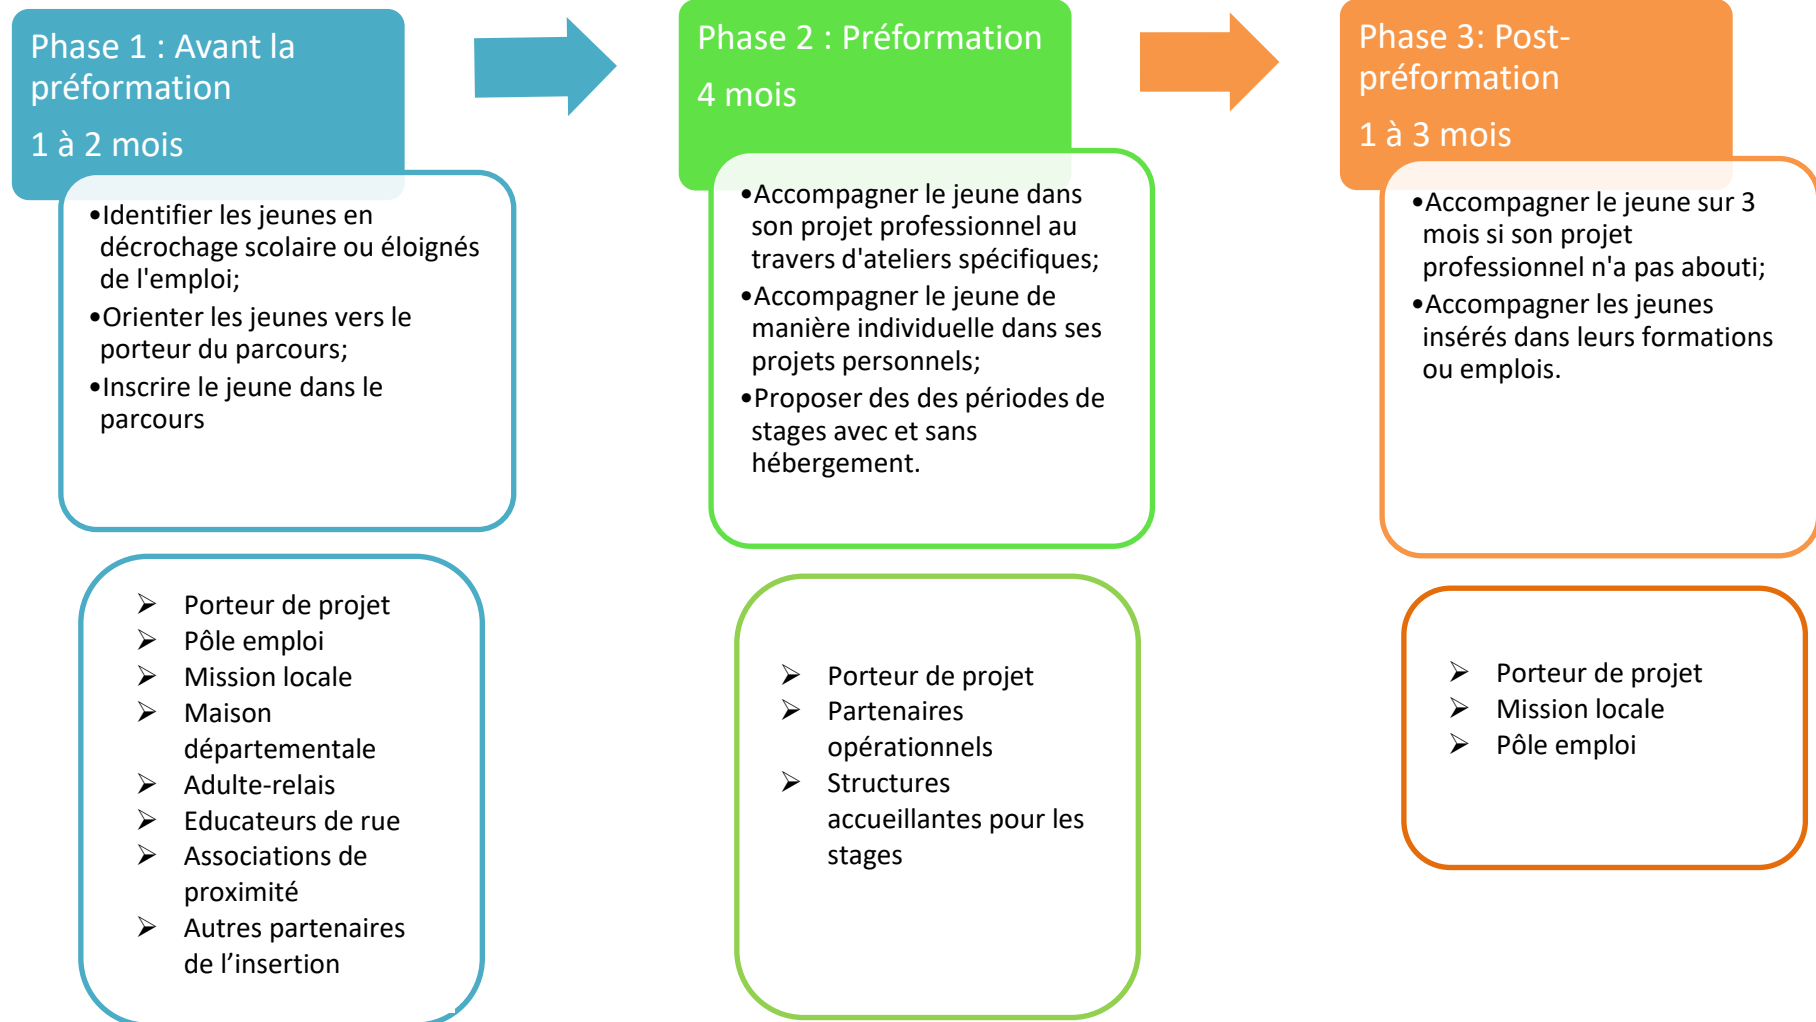 Phase 1 : Avant la
préformation
1 à 2 mois
•Identifier les jeunes en
décrochage scolaire ou éloignés
de l'emploi;
•Orienter les jeunes vers le
porteur du parcours;
•Inscrire le jeune dans le
parcours
➢ Porteur de projet
➢ Pôle emploi
➢ Mission locale
➢ Maison
départementale
➢ Adulte-relais
➢ Educateurs de rue
➢ Associations de
proximité
➢ Autres partenaires
de l’insertion
Phase 2 : Préformation
4 mois
•Accompagner le jeune dans
son projet professionnel au
travers d'ateliers spécifiques;
•Accompagner le jeune de
manière individuelle dans ses
projets personnels;
•Proposer des des périodes de
stages avec et sans
hébergement.
➢ Porteur de projet
➢ Partenaires
opérationnels
➢ Structures
accueillantes pour les
stages
Phase 3: Post-
préformation
1 à 3 mois
•Accompagner le jeune sur 3
mois si son projet
professionnel n'a pas abouti;
•Accompagner les jeunes
insérés dans leurs formations
ou emplois.
➢ Porteur de projet
➢ Mission locale
➢ Pôle emploi